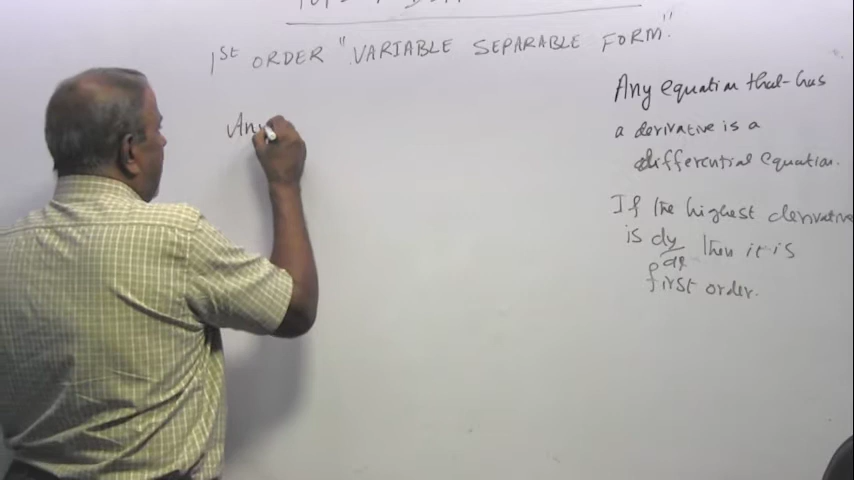 1ST ORDER "VARIABLE SEPARABLE FORM"
Any
Any equation that has
a derivative is a
differential equation.
If the highest derivative
is dy/dx then it is
first order.